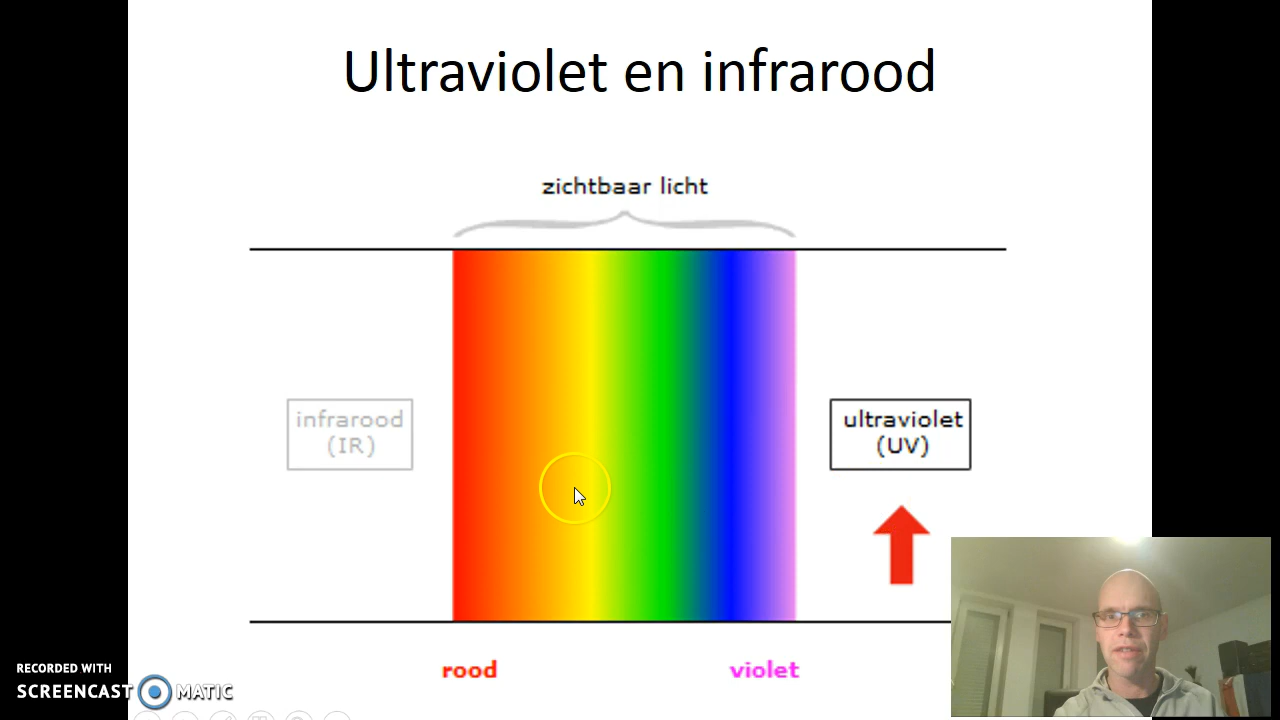 Ultraviolet en infrarood
zichtbaar licht
infrarood
(IR)
ultraviolet
(UV)
rood
violet
RECORDED WITH
SCREENCAST MATIC